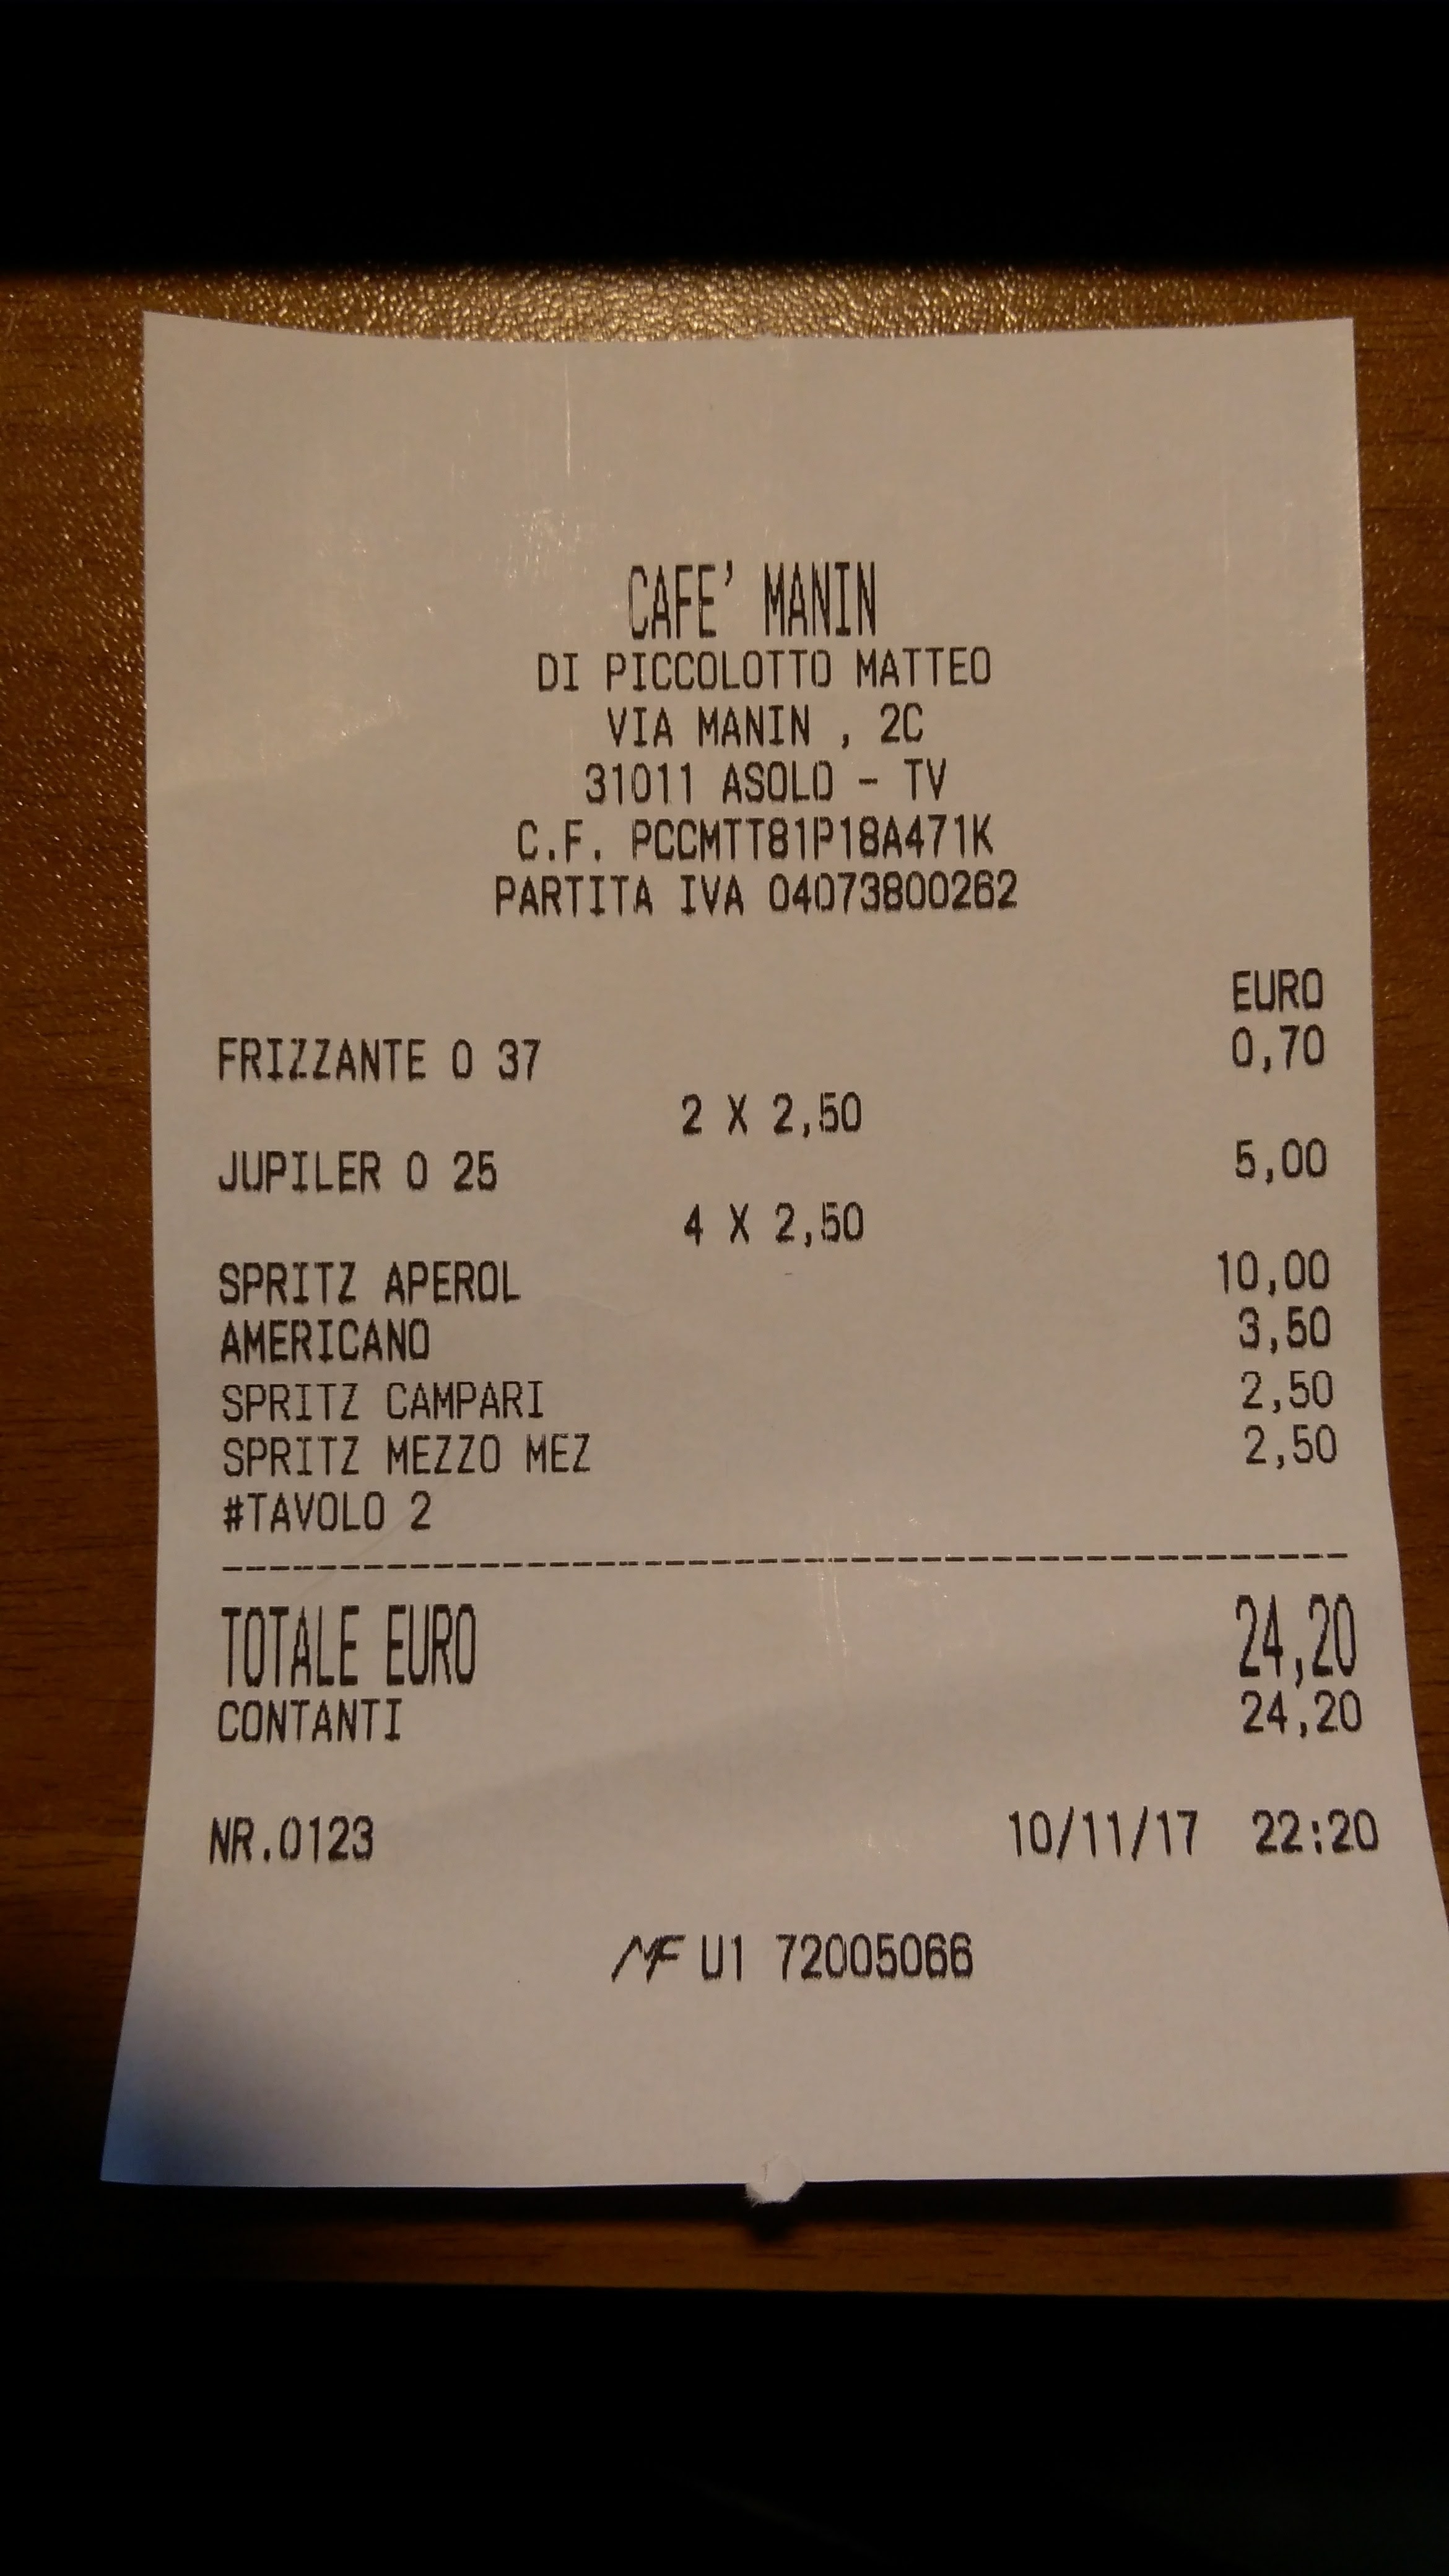 CAFE' MANIN
DI PICCOLOTTO MATTEO
VIA MANIN , 2C
31011 ASOLO - TV
C.F. PCCMTT81P18A471K
PARTITA IVA 04073800262
EURO
FRIZZANTE 0 37 0,70
2 X 2,50
JUPILER 0 25 5,00
4 X 2,50
SPRITZ APEROL 10,00
AMERICANO 3,50
SPRITZ CAMPARI 2,50
SPRITZ MEZZO MEZ 2,50
#TAVOLO 2
------------------------------------------------
TOTALE EURO 24,20
CONTANTI 24,20
NR.0123 10/11/17 22:20
MF U1 72005066